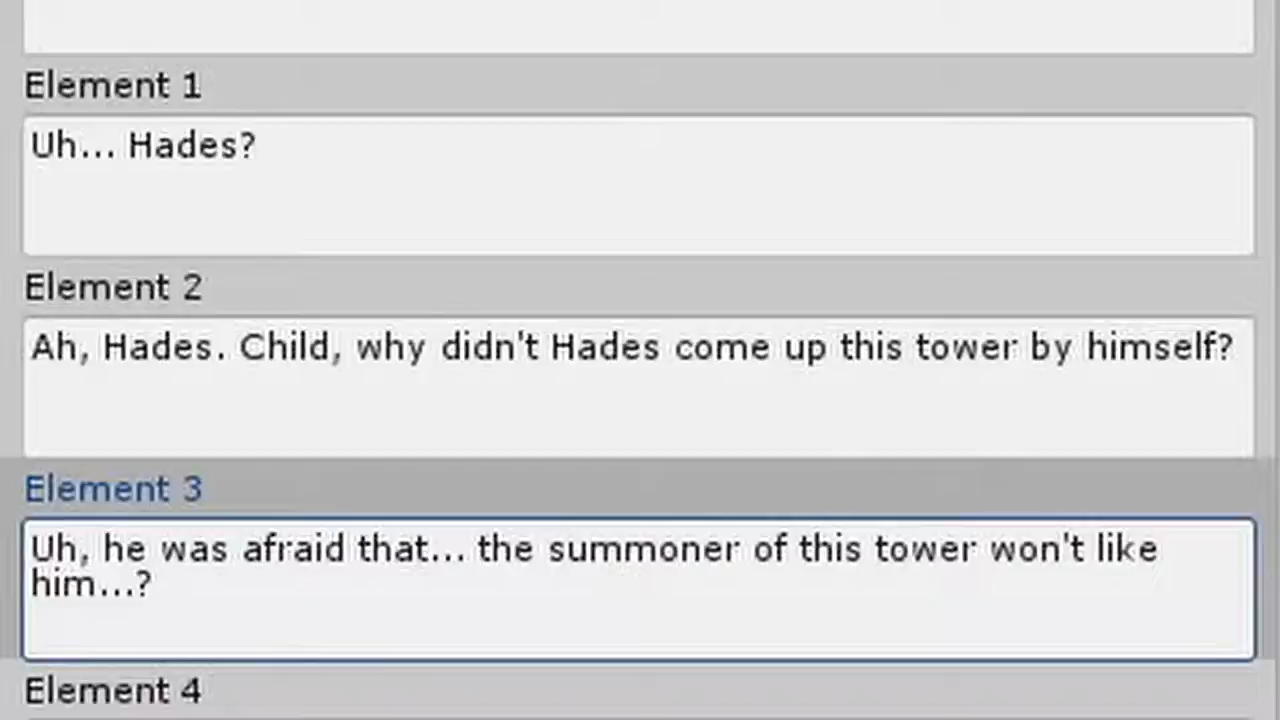 Element 1
Uh... Hades?
Element 2
Ah, Hades. Child, why didn't Hades come up this tower by himself?
Element 3
Uh, he was afraid that... the summoner of this tower won't like
him...?
Element 4